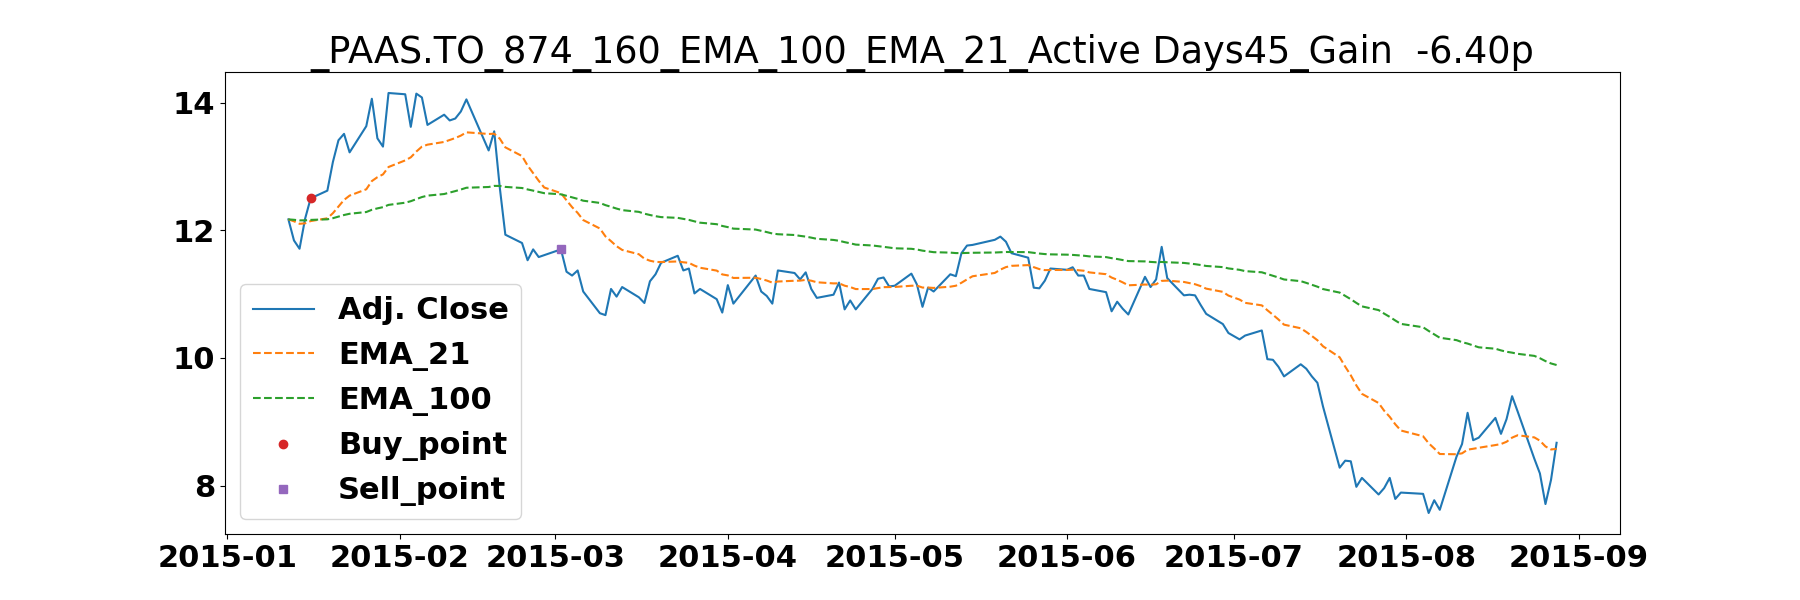 _PAAS.TO_874_160_EMA_100_EMA_21_Active Days45_Gain  -6.40p
14
12
10
8
Adj. Close
EMA_21
EMA_100
Buy_point
Sell_point
2015-01 2015-02 2015-03 2015-04 2015-05 2015-06 2015-07 2015-08 2015-09